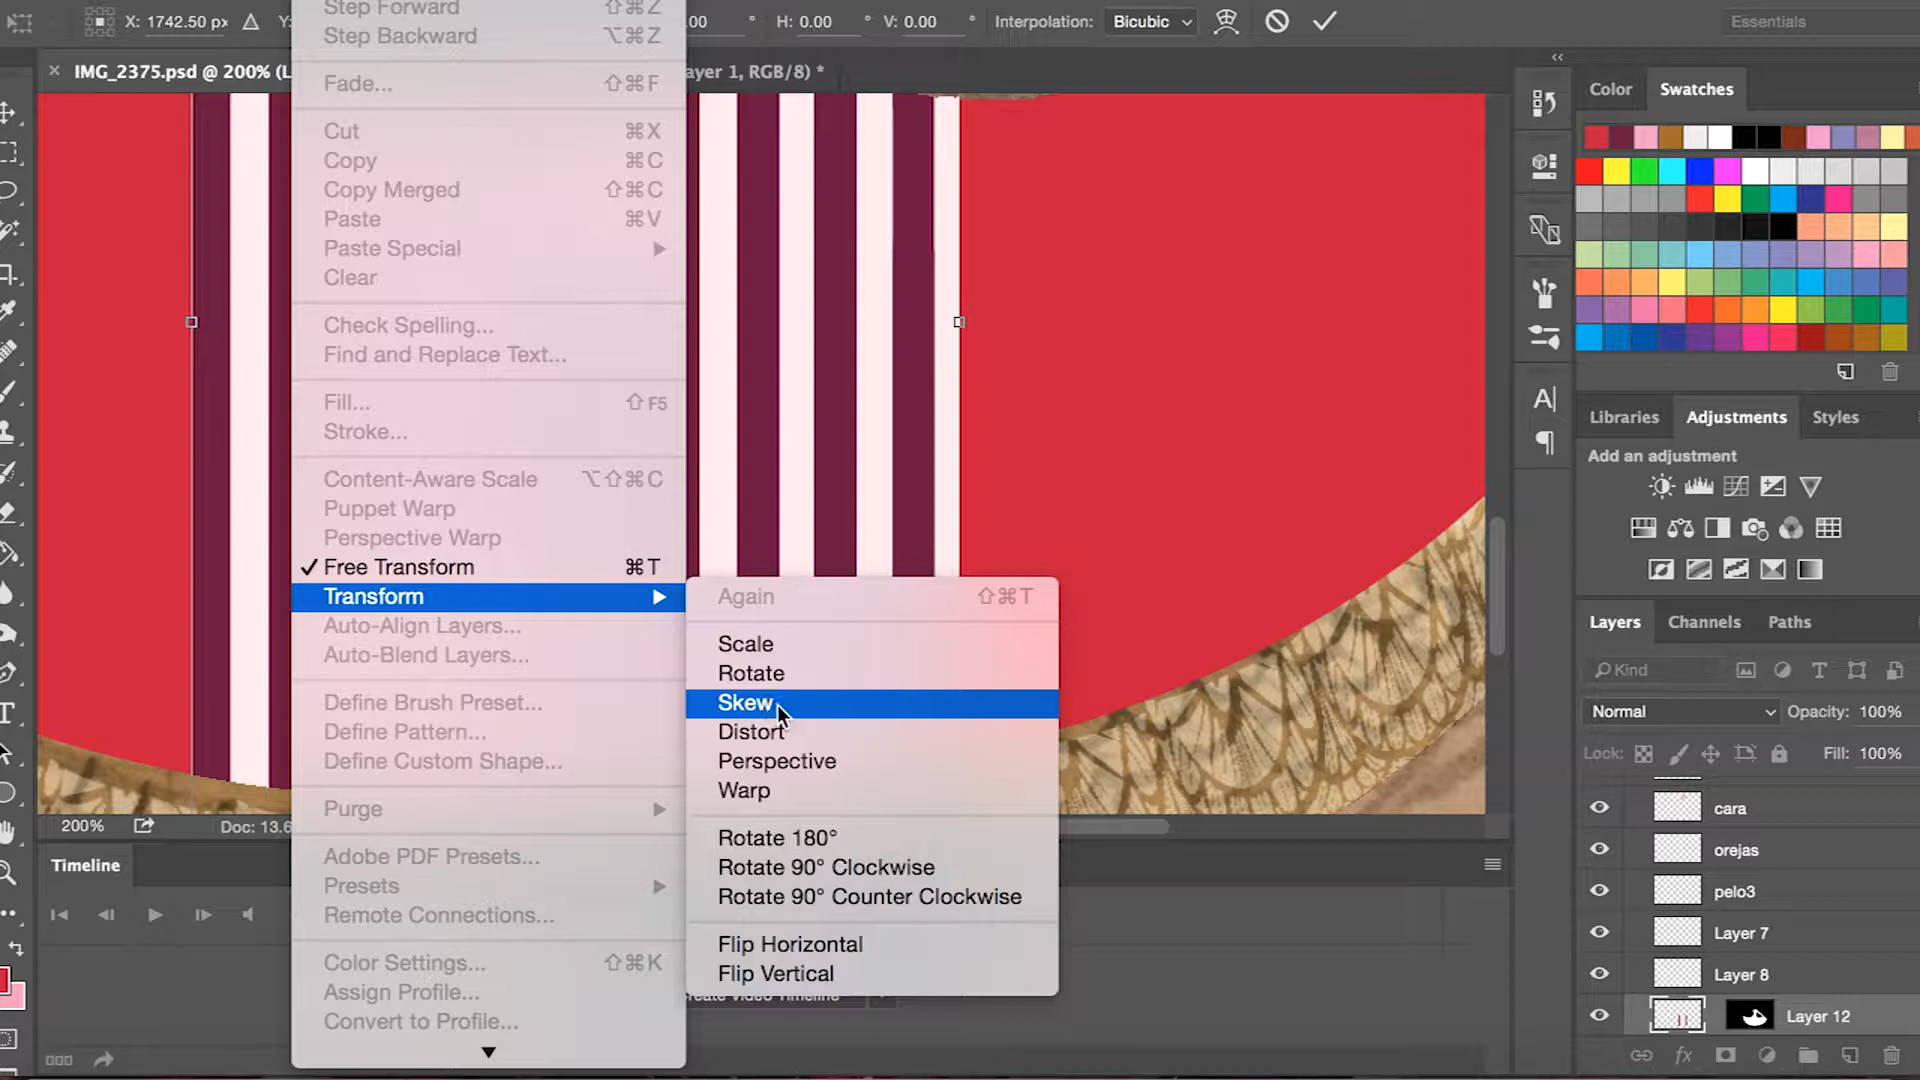 X: 1742.50 px
Y:
.00
H: 0.00
°
V: 0.00
°
Interpolation:
Bicubic
Essentials
IMG_2375.psd @ 200% (L
ayer 1, RGB/8) *
Step Forward ⇧⌘Z
Step Backward ⌥⌘Z
Fade... ⇧⌘F
Cut ⌘X
Copy ⌘C
Copy Merged ⇧⌘C
Paste ⌘V
Paste Special
Clear
Check Spelling...
Find and Replace Text...
Fill... ⇧F5
Stroke...
Content-Aware Scale ⌥⇧⌘C
Puppet Warp
Perspective Warp
✓ Free Transform ⌘T
Transform
Auto-Align Layers...
Auto-Blend Layers...
Define Brush Preset...
Define Pattern...
Define Custom Shape...
Purge
Adobe PDF Presets...
Presets
Remote Connections...
Color Settings... ⇧⌘K
Assign Profile...
Convert to Profile...
Again ⇧⌘T
Scale
Rotate
Skew
Distort
Perspective
Warp
Rotate 180°
Rotate 90° Clockwise
Rotate 90° Counter Clockwise
Flip Horizontal
Flip Vertical
reate Video Timeline
200%
Doc: 13.6
Timeline
Color
Swatches
Libraries
Adjustments
Styles
Add an adjustment
Layers
Channels
Paths
Kind
Normal
Opacity: 100%
Lock:
Fill: 100%
cara
orejas
pelo3
Layer 7
Layer 8
Layer 12
fx